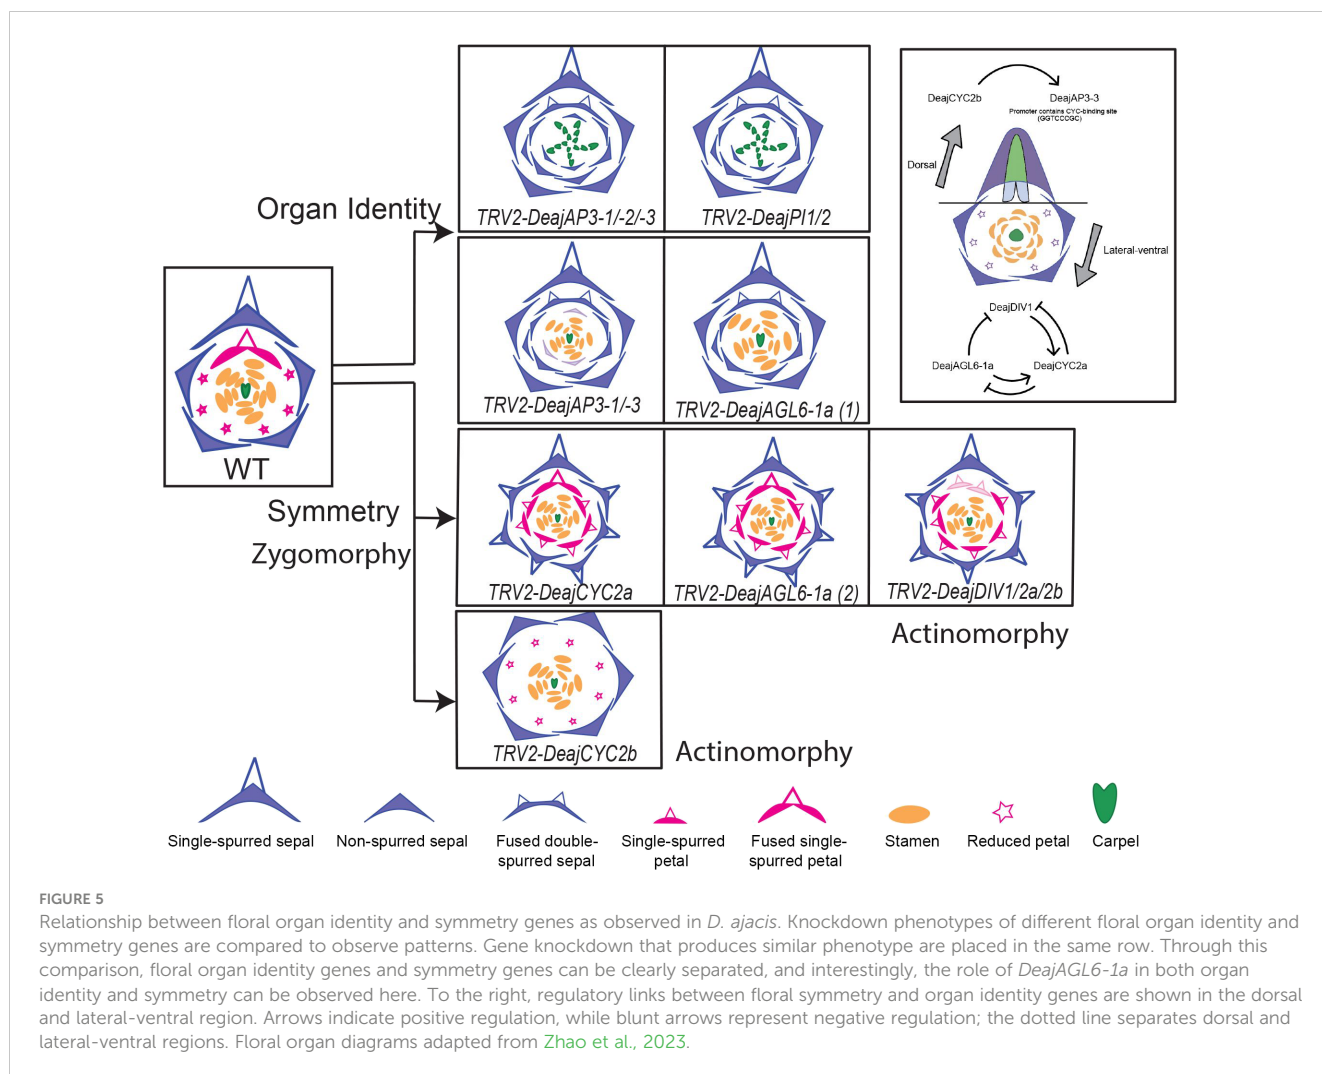 DeajCYC2b
DeajAP3-3
Promoter contains CYC-binding site
(GGTCCCGC)
Dorsal
Lateral-ventral
DeajDIV1
DeajAGL6-1a
DeajCYC2a
Organ Identity
TRV2-DeajAP3-1/-2/-3
TRV2-DeajPI1/2
TRV2-DeajAP3-1/-3
TRV2-DeajAGL6-1a (1)
WT
Symmetry
Zygomorphy
TRV2-DeajCYC2a
TRV2-DeajAGL6-1a (2)
TRV2-DeajDIV1/2a/2b
Actinomorphy
TRV2-DeajCYC2b
Actinomorphy
Single-spurred sepal
Non-spurred sepal
Fused double-
spurred sepal
Single-spurred
petal
Fused single-
spurred petal
Stamen
Reduced petal
Carpel
FIGURE 5
Relationship between floral organ identity and symmetry genes as observed in D. ajacis. Knockdown phenotypes of different floral organ identity and
symmetry genes are compared to observe patterns. Gene knockdown that produces similar phenotype are placed in the same row. Through this
comparison, floral organ identity genes and symmetry genes can be clearly separated, and interestingly, the role of DeajAGL6-1a in both organ
identity and symmetry can be observed here. To the right, regulatory links between floral symmetry and organ identity genes are shown in the dorsal
and lateral-ventral region. Arrows indicate positive regulation, while blunt arrows represent negative regulation; the dotted line separates dorsal and
lateral-ventral regions. Floral organ diagrams adapted from Zhao et al., 2023.